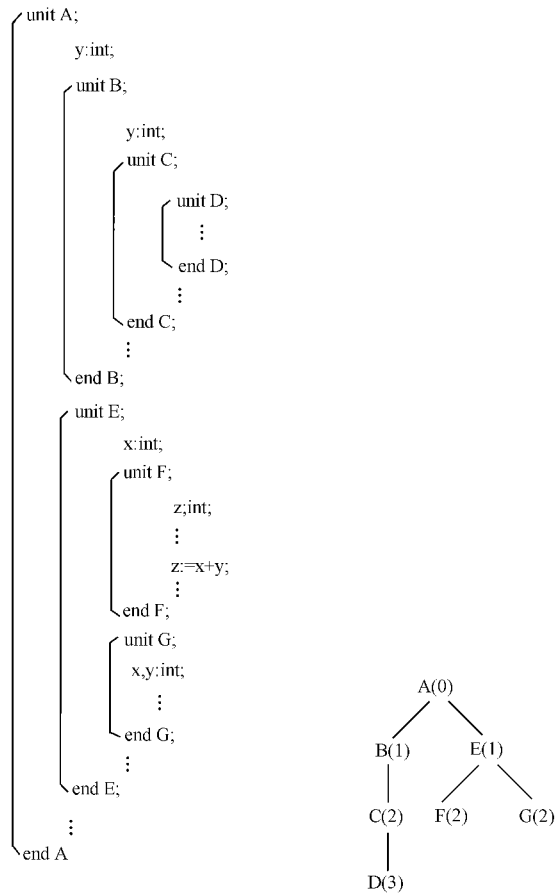 unit A;
y:int;
unit B;
y:int;
unit C;
unit D;
⋮
end D;
⋮
end C;
⋮
end B;
unit E;
x:int;
unit F;
z;int;
⋮
z:=x+y;
⋮
end F;
unit G;
x,y:int;
⋮
end G;
⋮
end E;
⋮
end A
A(0)
B(1) E(1)
C(2) F(2) G(2)
D(3)